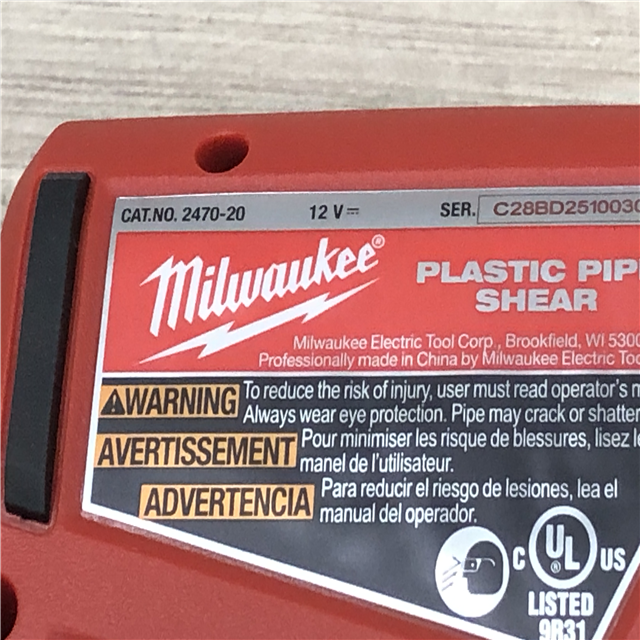 CAT.NO. 2470-20 12 V⎓ SER. C28BD2510030
Milwaukee®
PLASTIC PIP
SHEAR
Milwaukee Electric Tool Corp., Brookfield, WI 5300
Professionally made in China by Milwaukee Electric Too
⚠WARNING To reduce the risk of injury, user must read operator's m
Always wear eye protection. Pipe may crack or shatter
AVERTISSEMENT Pour minimiser les risque de blessures, lisez le
manel de l'utilisateur.
ADVERTENCIA Para reducir el riesgo de lesiones, lea el
manual del operador.
C UL® US
LISTED
9B31